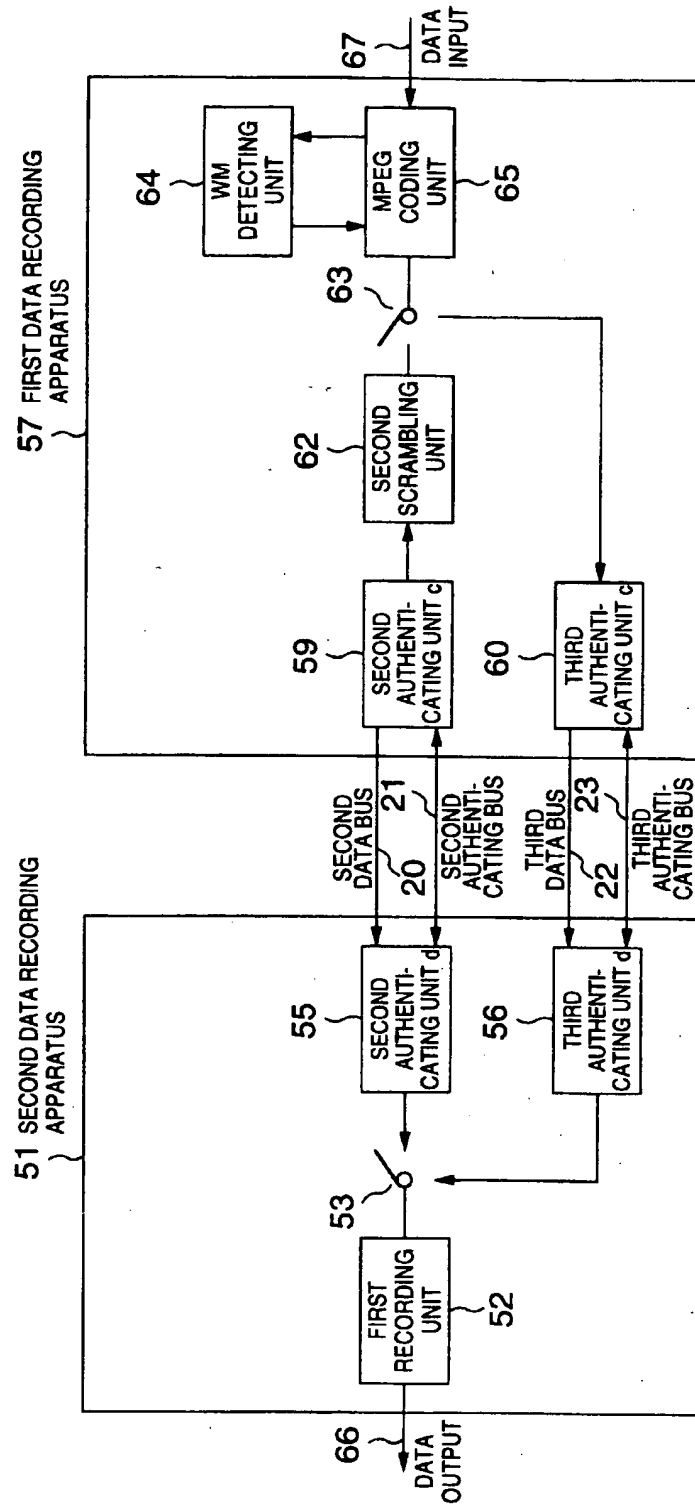 51 SECOND DATA RECORDING
APPARATUS
57 FIRST DATA RECORDING
APPARATUS
66
DATA
OUTPUT
FIRST
RECORDING
UNIT
52
53
55
SECOND
AUTHENTI-
CATING UNIT d
56
THIRD
AUTHENTI-
CATING UNIT d
SECOND
DATA BUS
20
21
SECOND
AUTHENTI-
CATING BUS
THIRD
DATA BUS
22
23
THIRD
AUTHENTI-
CATING BUS
59
SECOND
AUTHENTI-
CATING UNIT c
60
THIRD
AUTHENTI-
CATING UNIT c
62
SECOND
SCRAMBLING
UNIT
63
64
WM
DETECTING
UNIT
MPEG
CODING
UNIT
65
67
DATA
INPUT